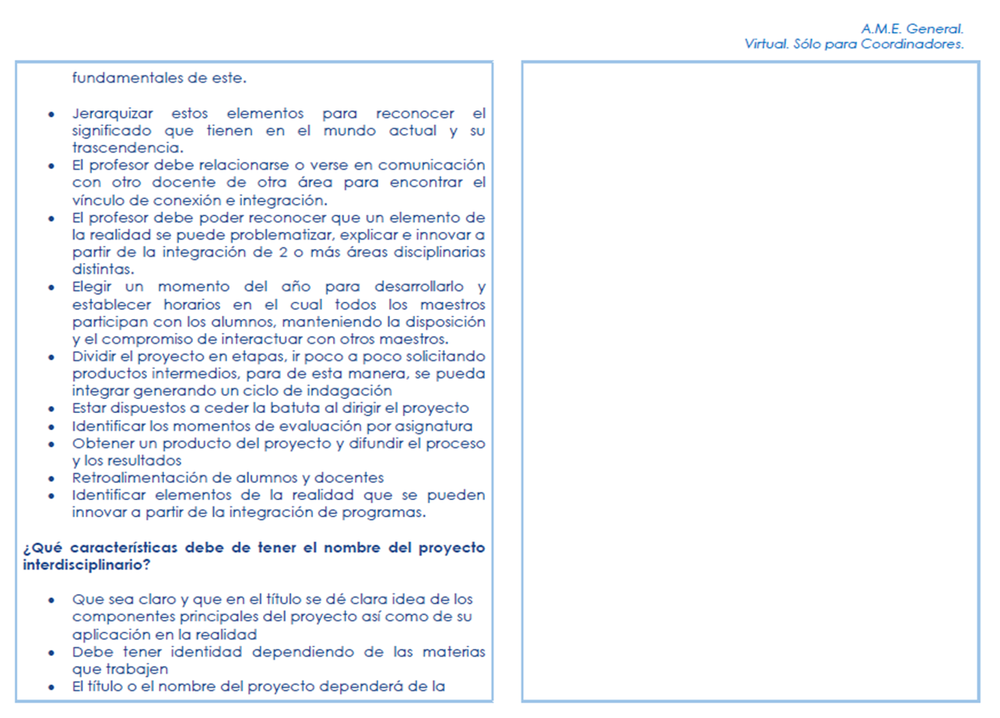 A.M.E. General.
Virtual. Sólo para Coordinadores.
fundamentales de este.
• Jerarquizar estos elementos para reconocer el
significado que tienen en el mundo actual y su
trascendencia.
• El profesor debe relacionarse o verse en comunicación
con otro docente de otra área para encontrar el
vínculo de conexión e integración.
• El profesor debe poder reconocer que un elemento de
la realidad se puede problematizar, explicar e innovar a
partir de la integración de 2 o más áreas disciplinarias
distintas.
• Elegir un momento del año para desarrollarlo y
establecer horarios en el cual todos los maestros
participan con los alumnos, manteniendo la disposición
y el compromiso de interactuar con otros maestros.
• Dividir el proyecto en etapas, ir poco a poco solicitando
productos intermedios, para de esta manera, se pueda
integrar generando un ciclo de indagación
• Estar dispuestos a ceder la batuta al dirigir el proyecto
• Identificar los momentos de evaluación por asignatura
• Obtener un producto del proyecto y difundir el proceso
y los resultados
• Retroalimentación de alumnos y docentes
• Identificar elementos de la realidad que se pueden
innovar a partir de la integración de programas.
¿Qué características debe de tener el nombre del proyecto
interdisciplinario?
• Que sea claro y que en el título se dé clara idea de los
componentes principales del proyecto así como de su
aplicación en la realidad
• Debe tener identidad dependiendo de las materias
que trabajen
• El título o el nombre del proyecto dependerá de la